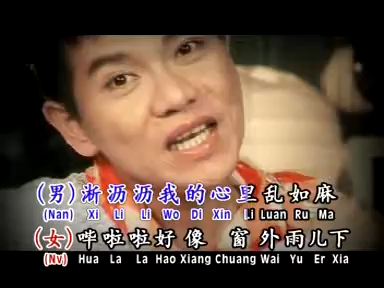 (男)淅沥沥我的心里乱如麻
(Nan) Xi Li Li Wo Di Xin Li Luan Ru Ma
(女)哗啦啦好像 窗外雨儿下
(Nv) Hua La La Hao Xiang Chuang Wai Yu Er Xia